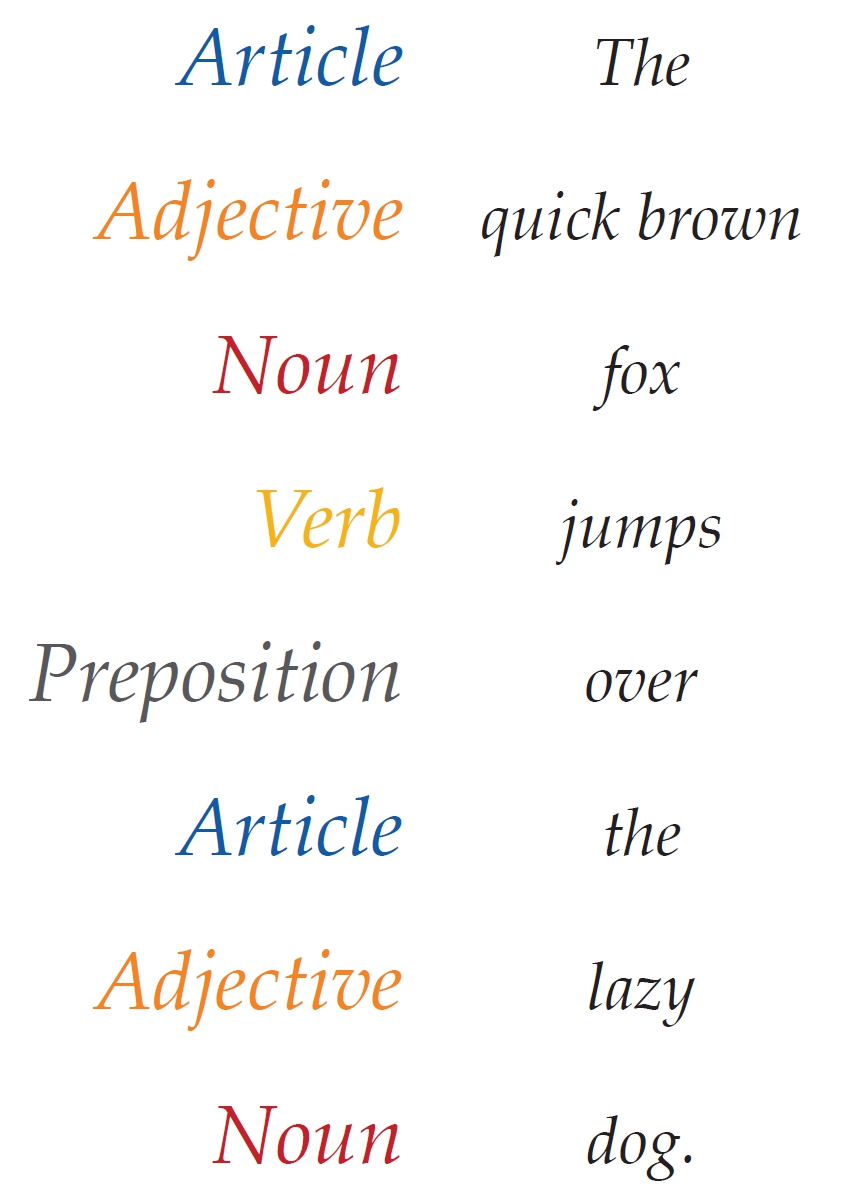 Article The
Adjective quick brown
Noun fox
Verb jumps
Preposition over
Article the
Adjective lazy
Noun dog.